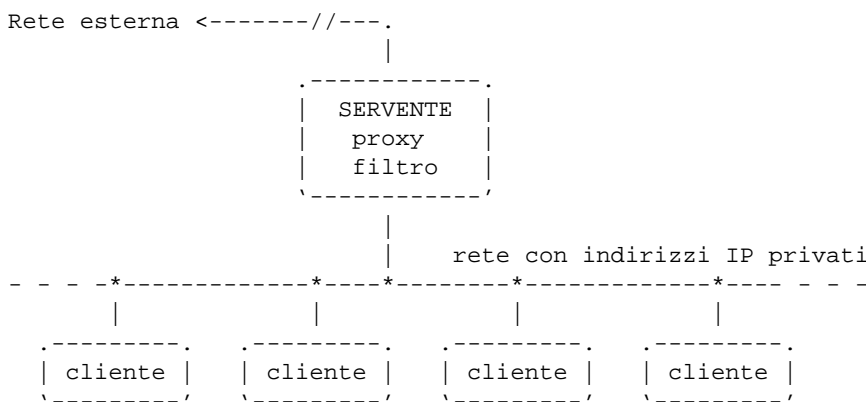 Rete esterna <-------//---.
SERVENTE
proxy
filtro
rete con indirizzi IP privati
cliente cliente cliente cliente